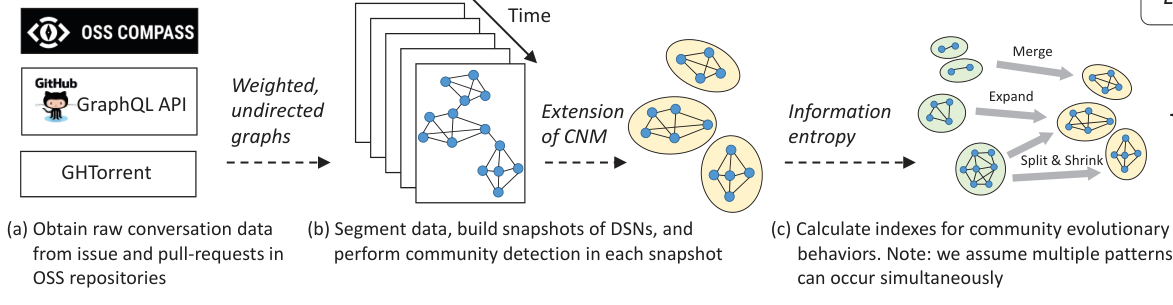 OSS COMPASS
GitHub
GraphQL API
GHTorrent
Weighted,
undirected
graphs
Time
Extension
of CNM
Information
entropy
Merge
Expand
Split & Shrink
(a) Obtain raw conversation data
from issue and pull-requests in
OSS repositories
(b) Segment data, build snapshots of DSNs, and
perform community detection in each snapshot
(c) Calculate indexes for community evolutionary
behaviors. Note: we assume multiple patterns
can occur simultaneously